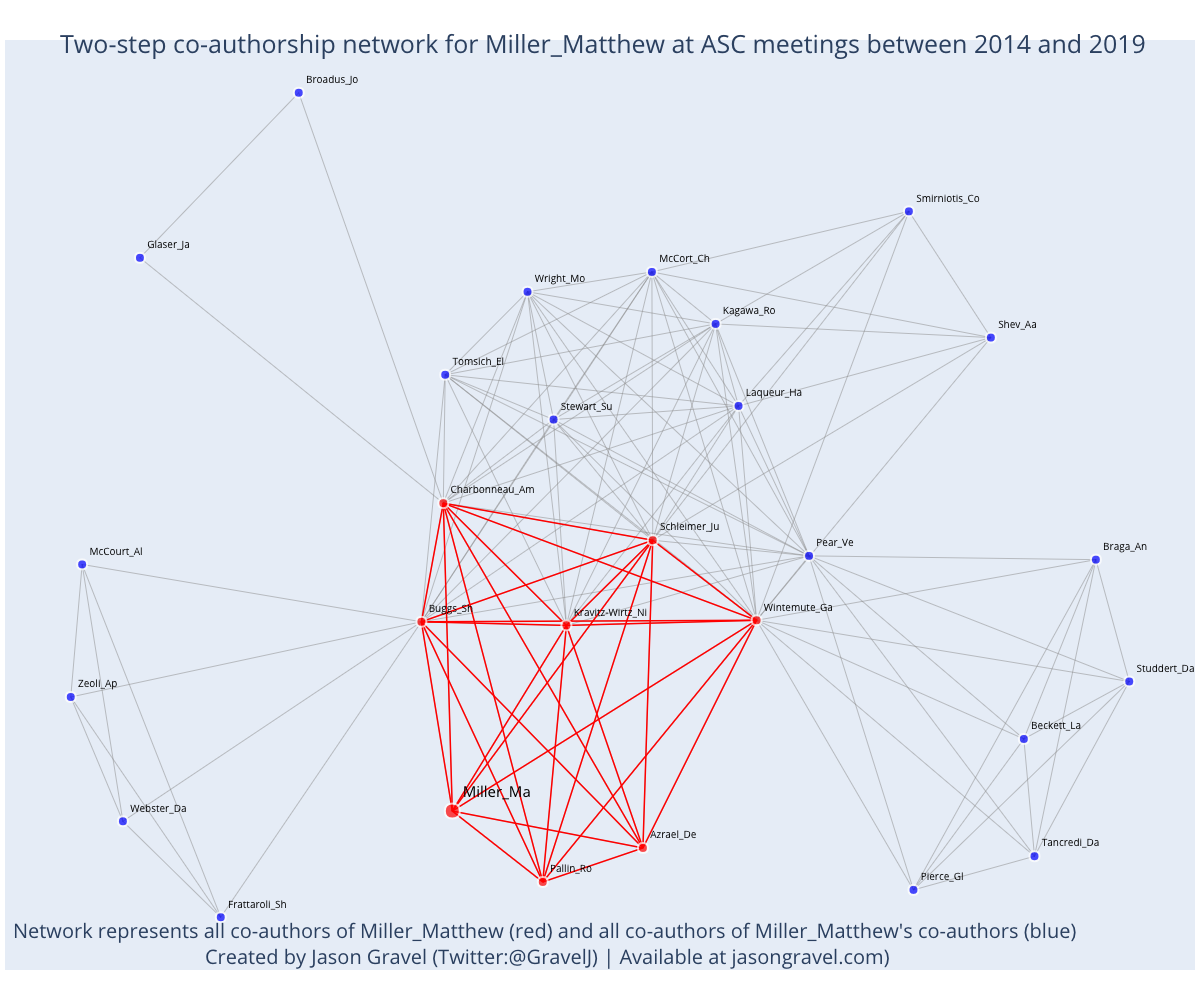 Two-step co-authorship network for Miller_Matthew at ASC meetings between 2014 and 2019
Broadus_Jo
Smirniotis_Co
Glaser_Ja
McCort_Ch
Wright_Mo
Kagawa_Ro
Shev_Aa
Tomsich_El
Laqueur_Ha
Stewart_Su
Charbonneau_Am
Schleimer_Ju
Pear_Ve
Braga_An
McCourt_Al
Buggs_Sh
Kravitz-Wirtz_Ni
Wintemute_Ga
Studdert_Da
Zeoli_Ap
Beckett_La
Miller_Ma
Webster_Da
Azrael_De
Tancredi_Da
Pallin_Ro
Pierce_Gl
Frattaroli_Sh
Network represents all co-authors of Miller_Matthew (red) and all co-authors of Miller_Matthew's co-authors (blue)
Created by Jason Gravel (Twitter:@GravelJ) | Available at jasongravel.com)